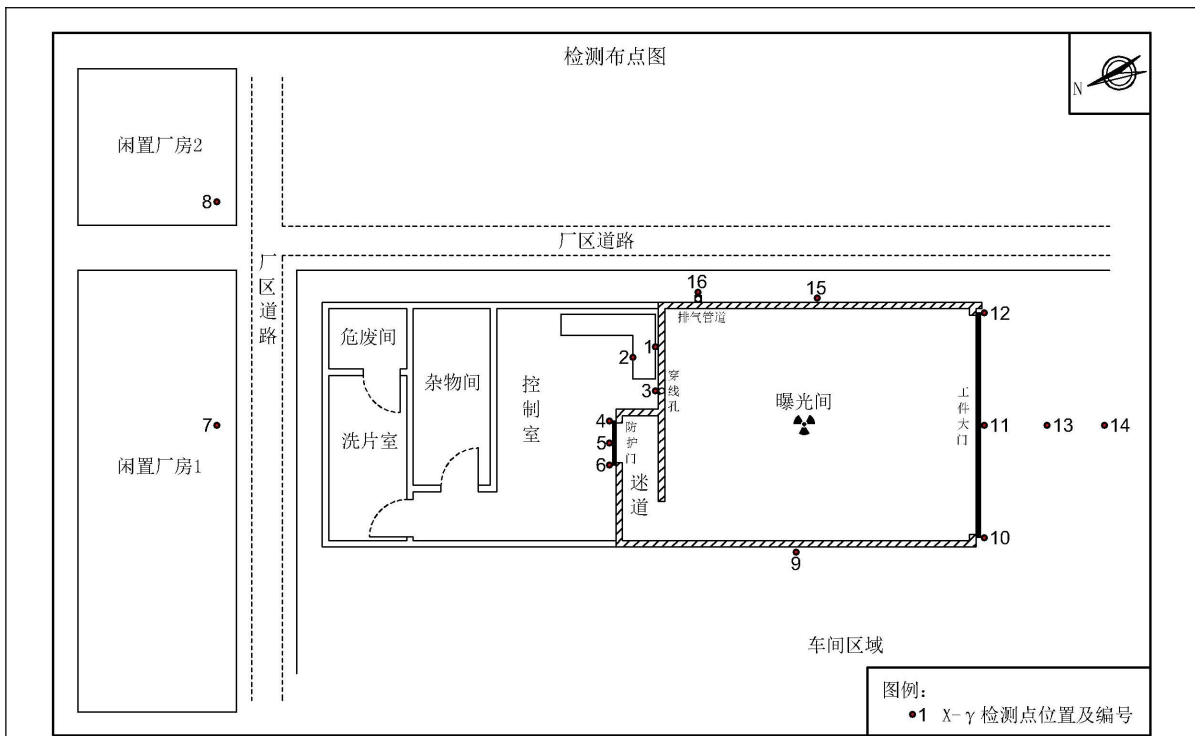 检测布点图
N
闲置厂房2
8
厂区道路
厂区道路
16
15
排气管道
12
危废间
杂物间
控制室
1
2
3
穿线孔
曝光间
工件大门
4
5
6
防护门
迷道
洗片室
7
闲置厂房1
11
13
14
10
9
车间区域
图例：
1 X-γ检测点位置及编号